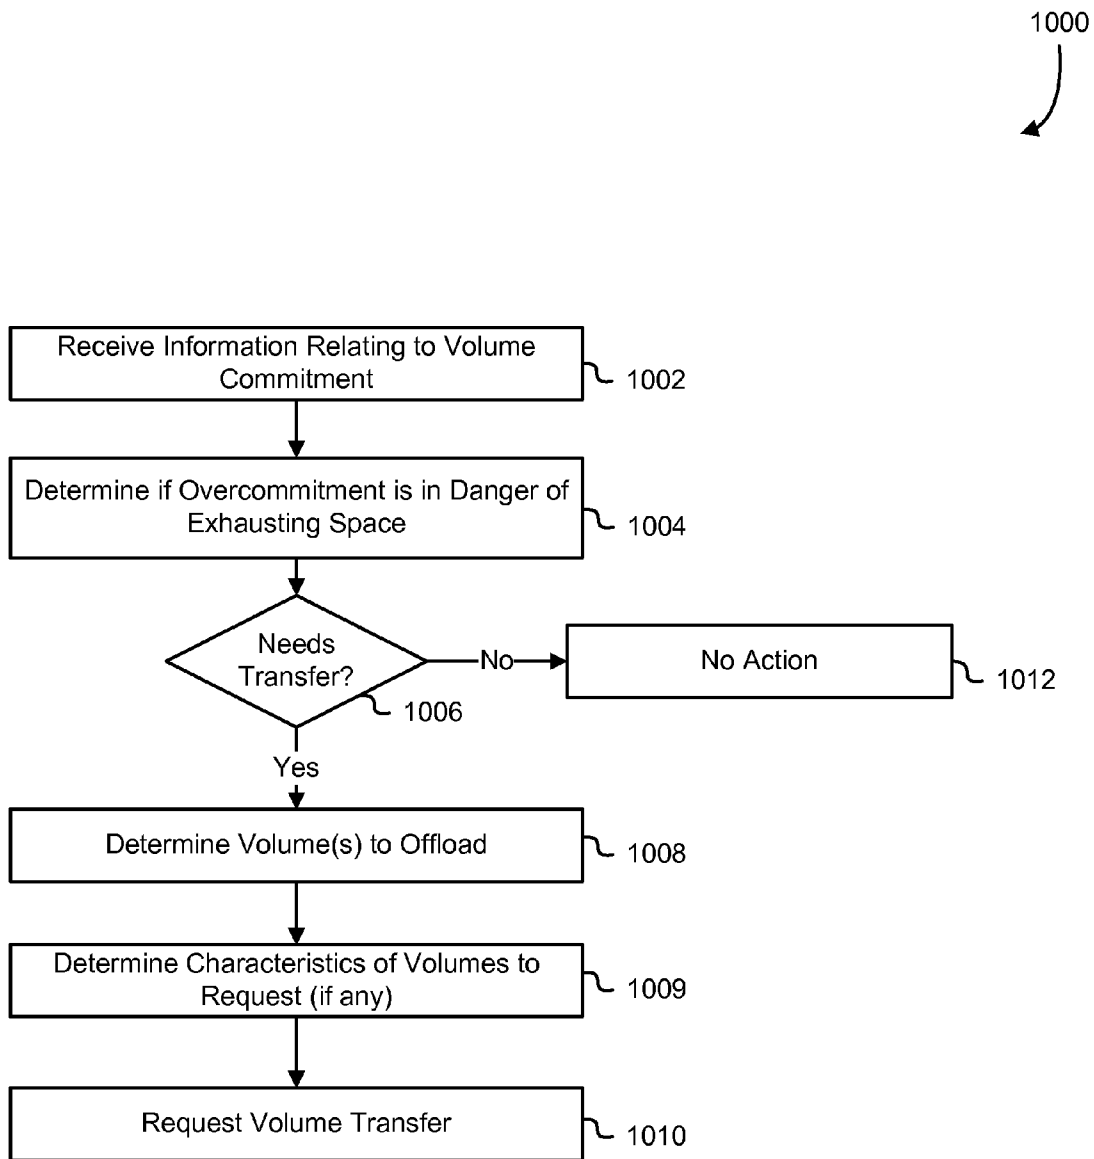 1000
Receive Information Relating to Volume
Commitment
1002
Determine if Overcommitment is in Danger of
Exhausting Space
1004
Needs
Transfer?
No
No Action
1012
1006
Yes
Determine Volume(s) to Offload
1008
Determine Characteristics of Volumes to
Request (if any)
1009
Request Volume Transfer
1010